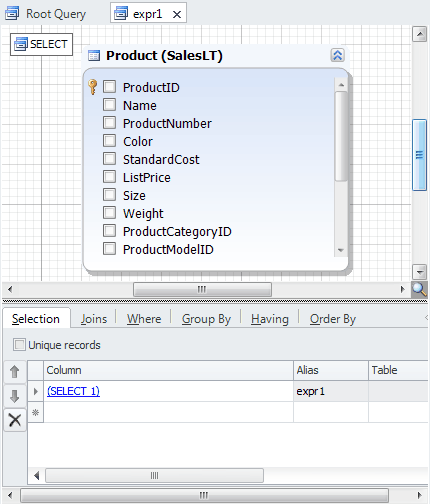 Root Query expr1
SELECT
Product (SalesLT)
ProductID
Name
ProductNumber
Color
StandardCost
ListPrice
Size
Weight
ProductCategoryID
ProductModelID
Selection Joins Where Group By Having Order By
Unique records
Column Alias Table
(SELECT 1) expr1